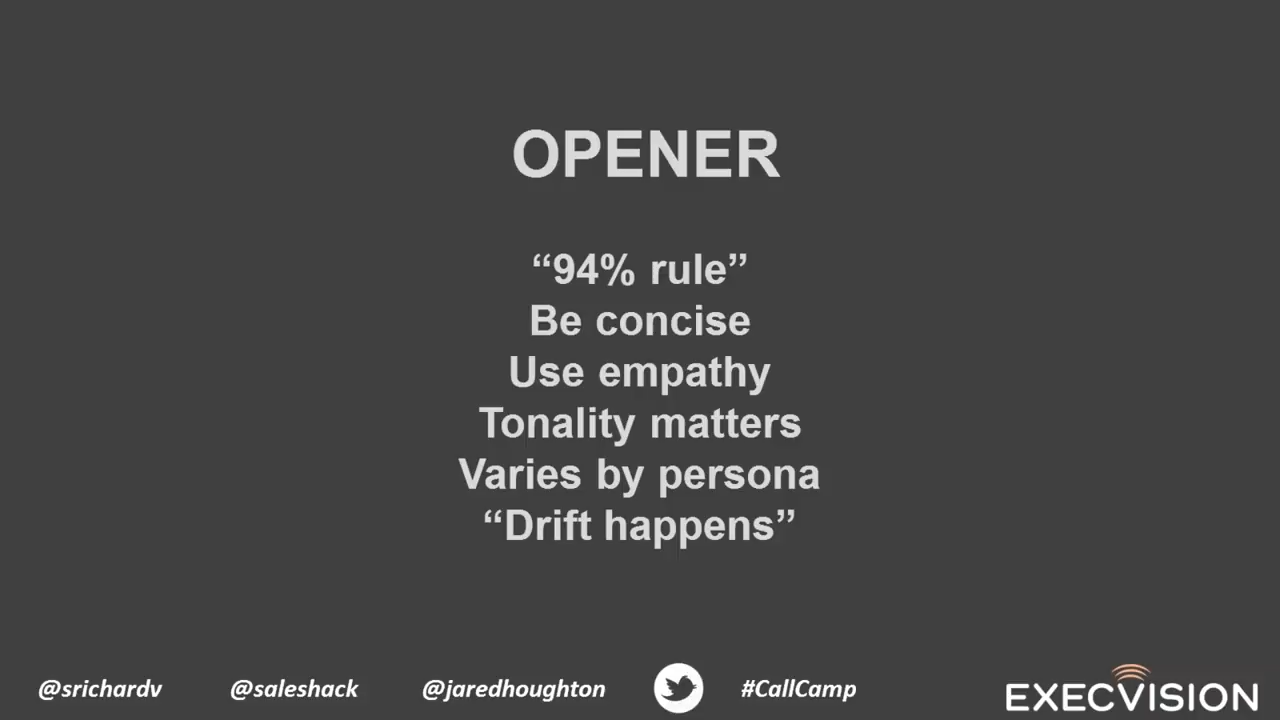 OPENER
“94% rule”
Be concise
Use empathy
Tonality matters
Varies by persona
“Drift happens”
@srichardv @saleshack @jaredhoughton #CallCamp
EXECVISION